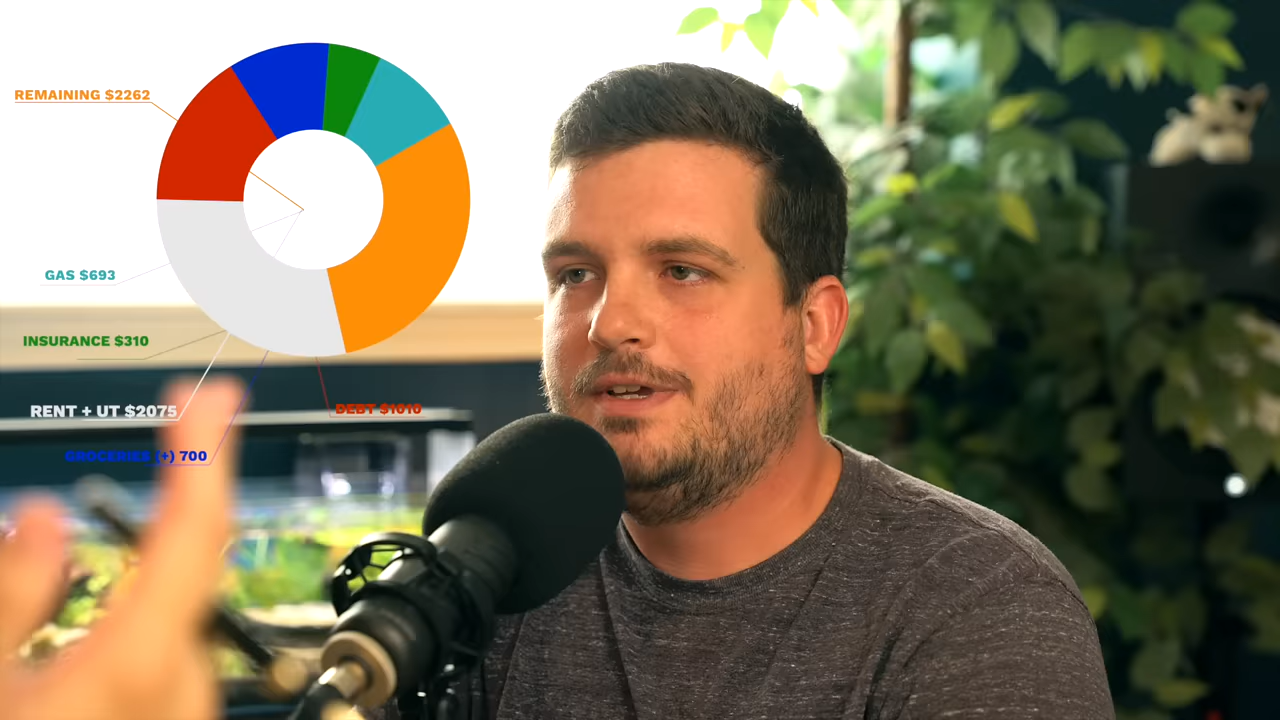 REMAINING $2262
GAS $693
INSURANCE $310
RENT + UT $2075
DEBT $1010
GROCERIES (+) 700